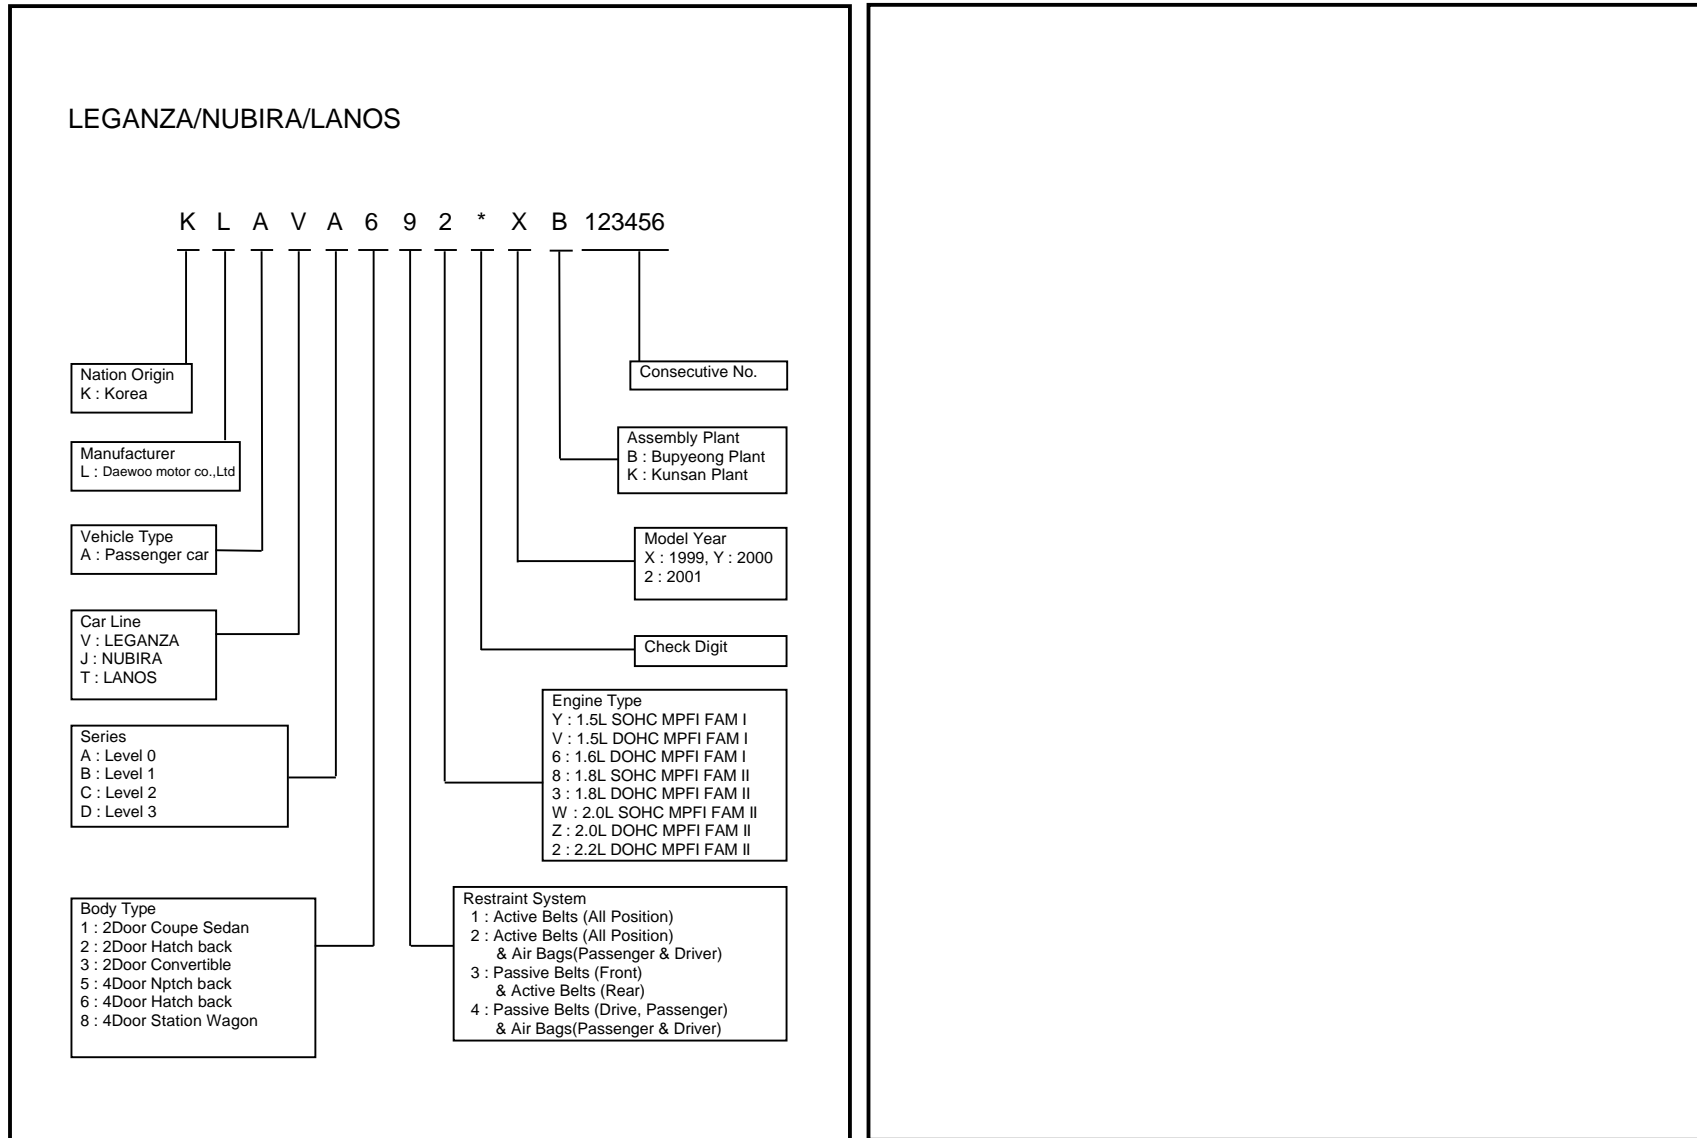 LEGANZA/NUBIRA/LANOS
K L A V A 6 9 2 * X B 123456
Nation Origin
K : Korea
Manufacturer
L : Daewoo motor co.,Ltd
Vehicle Type
A : Passenger car
Car Line
V : LEGANZA
J : NUBIRA
T : LANOS
Series
A : Level 0
B : Level 1
C : Level 2
D : Level 3
Body Type
1 : 2Door Coupe Sedan
2 : 2Door Hatch back
3 : 2Door Convertible
5 : 4Door Nptch back
6 : 4Door Hatch back
8 : 4Door Station Wagon
Consecutive No.
Assembly Plant
B : Bupyeong Plant
K : Kunsan Plant
Model Year
X : 1999, Y : 2000
2 : 2001
Check Digit
Engine Type
Y : 1.5L SOHC MPFI FAM I
V : 1.5L DOHC MPFI FAM I
6 : 1.6L DOHC MPFI FAM I
8 : 1.8L SOHC MPFI FAM II
3 : 1.8L DOHC MPFI FAM II
W : 2.0L SOHC MPFI FAM II
Z : 2.0L DOHC MPFI FAM II
2 : 2.2L DOHC MPFI FAM II
Restraint System
1 : Active Belts (All Position)
2 : Active Belts (All Position)
& Air Bags(Passenger & Driver)
3 : Passive Belts (Front)
& Active Belts (Rear)
4 : Passive Belts (Drive, Passenger)
& Air Bags(Passenger & Driver)